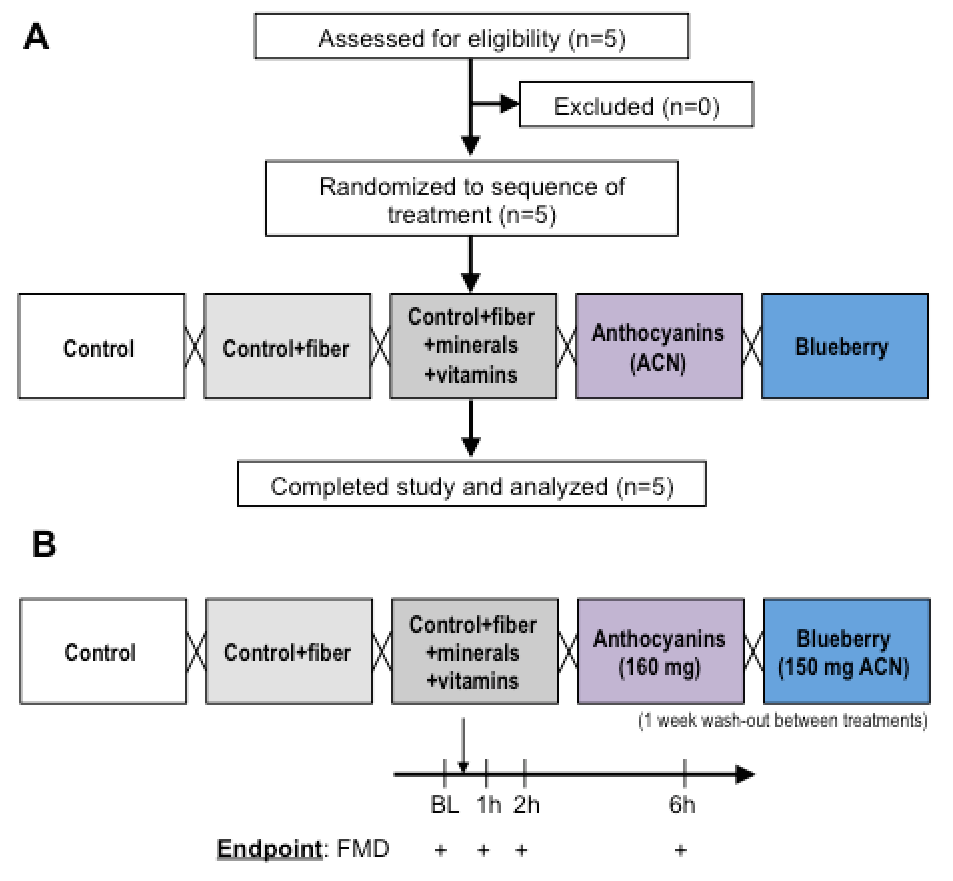 A
Assessed for eligibility (n=5)
Excluded (n=0)
Randomized to sequence of
treatment (n=5)
Control
Control+fiber
Control+fiber
+minerals
+vitamins
Anthocyanins
(ACN)
Blueberry
Completed study and analyzed (n=5)
B
Control
Control+fiber
Control+fiber
+minerals
+vitamins
Anthocyanins
(160 mg)
Blueberry
(150 mg ACN)
(1 week wash-out between treatments)
BL 1h 2h 6h
Endpoint: FMD + + + +